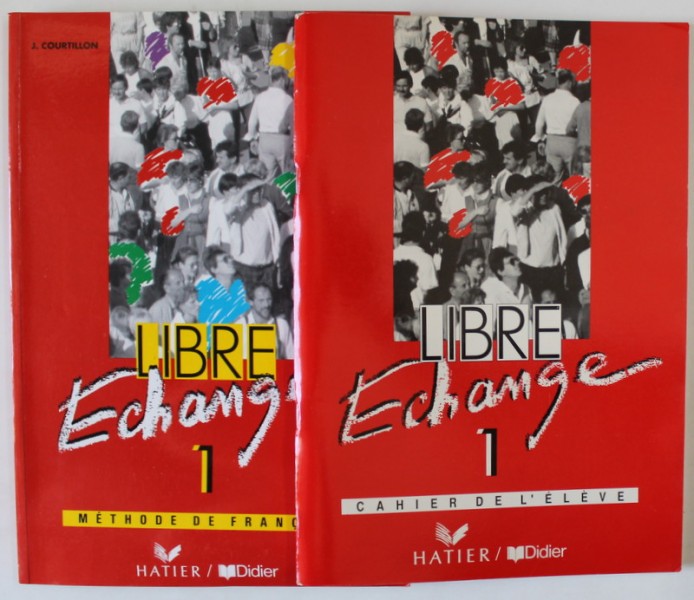 J. COURTILLON
LIBRE
Echange
1
MÉTHODE DE FRANÇ
HATIER / Didier
LIBRE
Echange
1
CAHIER DE L'ÉLÈVE
HATIER / Didier